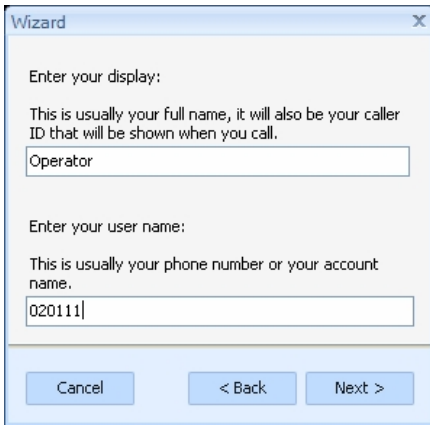 Wizard
X
Enter your display:
This is usually your full name, it will also be your caller
ID that will be shown when you call.
Operator
Enter your user name:
This is usually your phone number or your account
name.
020111
Cancel < Back Next >